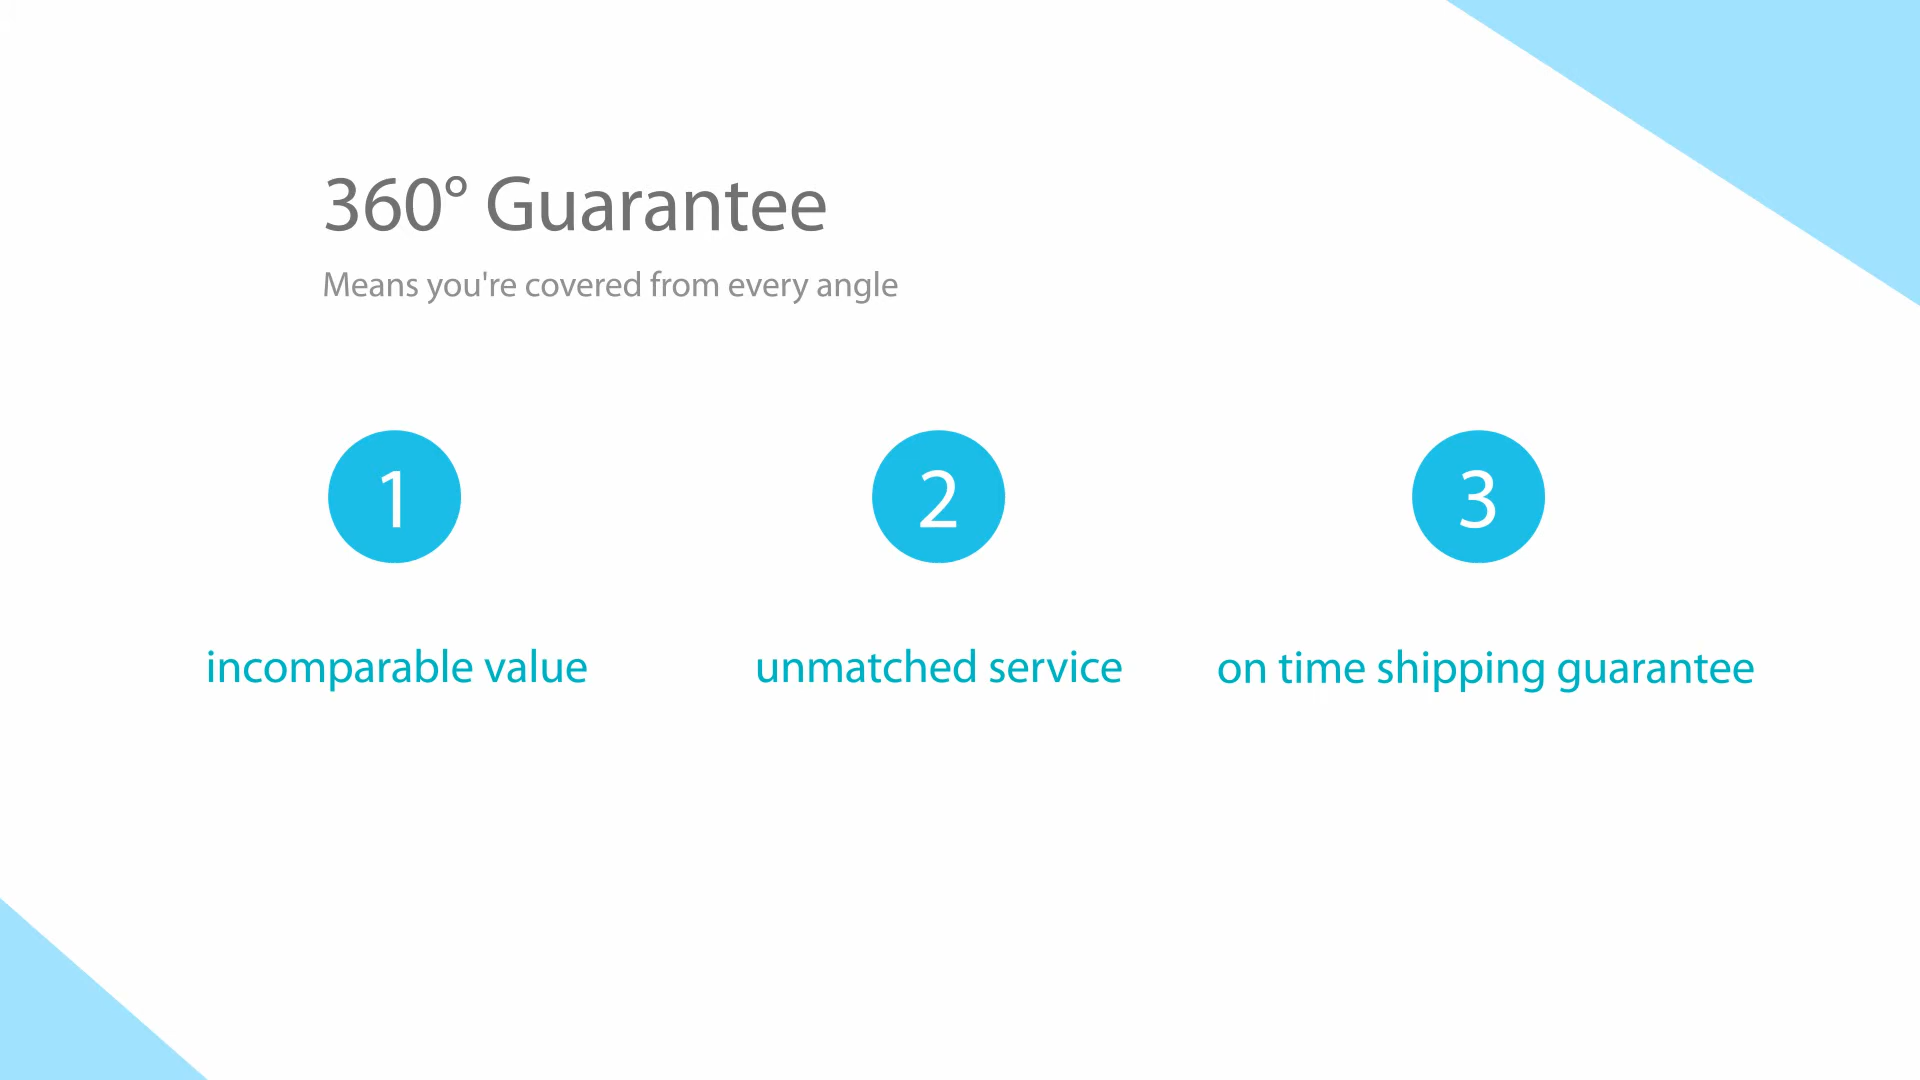 360° Guarantee
Means you're covered from every angle
1
2
3
incomparable value
unmatched service
on time shipping guarantee